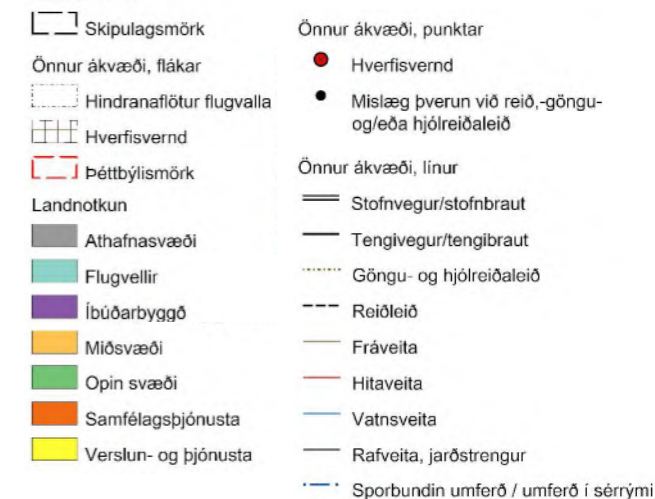 Skipulagsmörk
Önnur ákvæði, flákar
Hindranaflötur flugvalla
Hverfisvernd
Þéttbýlismörk
Landnotkun
Athafnasvæði
Flugvellir
Íbúðarbyggð
Miðsvæði
Opin svæði
Samfélagsþjónusta
Verslun- og þjónusta
Önnur ákvæði, punktar
Hverfisvernd
Mislæg þverun við reið,-göngu-
og/eða hjólreiðaleið
Önnur ákvæði, línur
Stofnvegur/stofnbraut
Tengivegur/tengibraut
Göngu- og hjólreiðaleið
Reiðleið
Fráveita
Hitaveita
Vatnsveita
Rafveita, jarðstrengur
Sporbundin umferð / umferð í sérrými